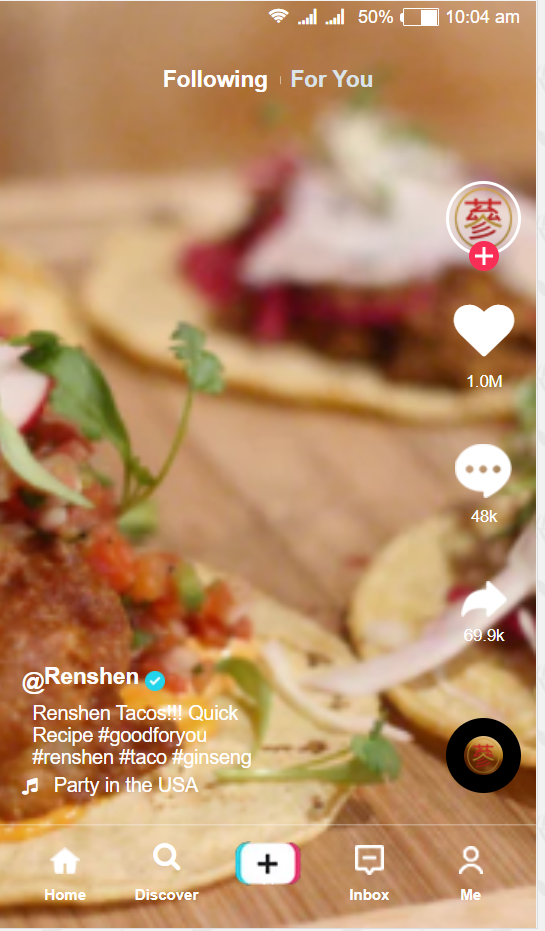 50% 10:04 am
Following | For You
蔘
1.0M
48k
69.9k
@Renshen
Renshen Tacos!!! Quick
Recipe #goodforyou
#renshen #taco #ginseng
Party in the USA
蔘
Home Discover Inbox Me